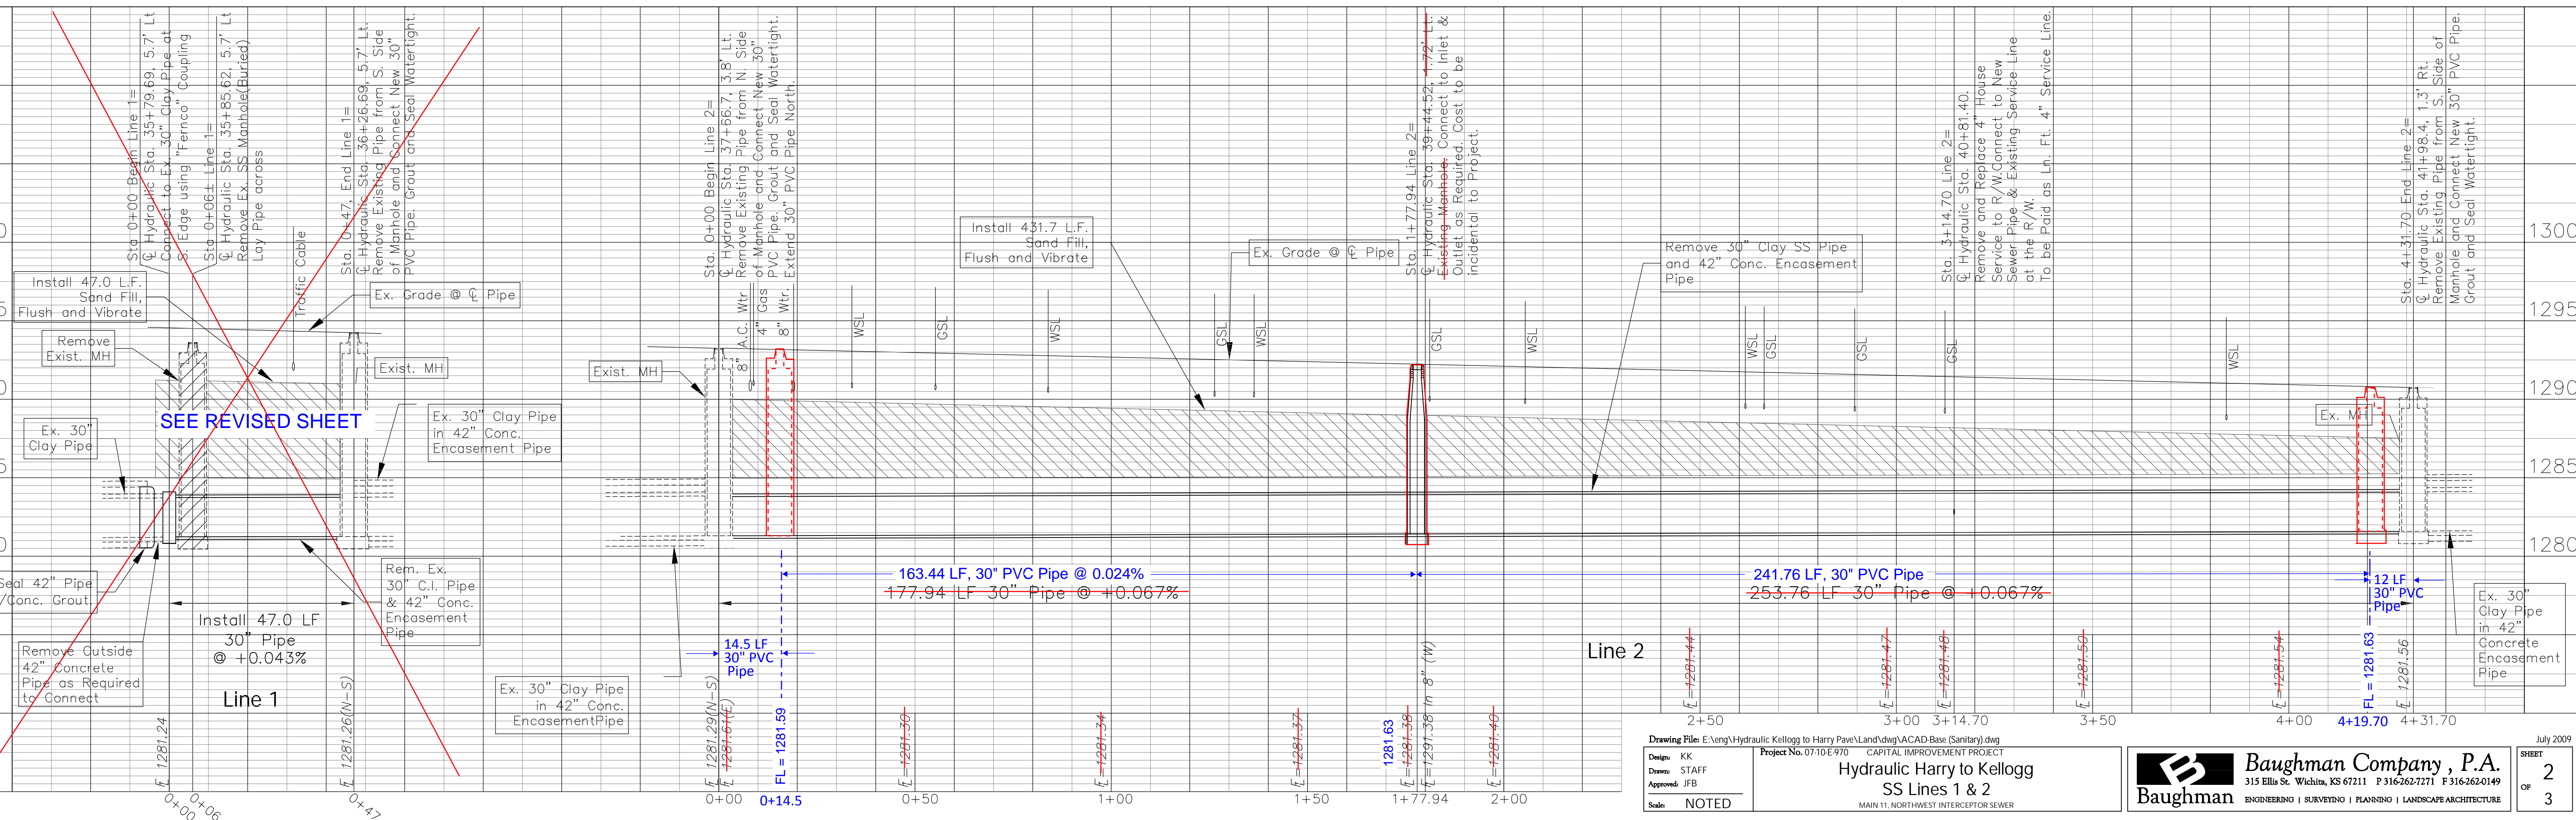 Sta 0+00 Begin Line 1=
℄ Hydraulic Sta. 35+79.69, 5.7' Lt
Connect to Ex. 30" Clay Pipe at
S. Edge using "Fernco" Coupling
Sta 0+06± Line 1=
℄ Hydraulic Sta. 35+85.62, 5.7' Lt
Remove Ex. SS Manhole(Buried)
Lay Pipe across
Traffic Cable
Sta. 0+47, End Line 1=
℄ Hydraulic Sta. 36+26.69, 5.7' Lt.
Remove Existing Pipe from S. Side
of Manhole and Connect New 30"
PVC Pipe. Grout and Seal Watertight.
Install 47.0 L.F.
Sand Fill,
Flush and Vibrate
Ex. Grade @ ℄ Pipe
Remove
Exist. MH
Exist. MH
SEE REVISED SHEET
Ex. 30"
Clay Pipe
Ex. 30" Clay Pipe
in 42" Conc.
Encasement Pipe
Seal 42" Pipe
/Conc. Grout
Install 47.0 LF
30" Pipe
@ +0.043%
Rem. Ex.
30" C.I. Pipe
& 42" Conc.
Encasement
Pipe
Remove Outside
42" Concrete
Pipe as Required
to Connect
Line 1
FL 1281.24
FL 1281.26(N-S)
0+00
0+06
0+47
Sta. 0+00 Begin Line 2=
℄ Hydraulic Sta. 37+66.7, 3.8' Lt.
Remove Existing Pipe from N. Side
of Manhole and Connect New 30"
PVC Pipe. Grout and Seal Watertight.
Extend 30" PVC Pipe North.
8" A.C. Wtr
4" Gas
8" Wtr.
WSL
GSL
WSL
GSL
WSL
Install 431.7 L.F.
Sand Fill,
Flush and Vibrate
Ex. Grade @ ℄ Pipe
Sta. 1+77.94 Line 2=
℄ Hydraulic Sta. 39+44.52, 1.72' Lt.
Existing Manhole. Connect to Inlet &
Outlet as Required. Cost to be
incidental to Project.
GSL
WSL
Remove 30" Clay SS Pipe
and 42" Conc. Encasement
Pipe
WSL
GSL
GSL
GSL
WSL
Sta. 3+14.70 Line 2=
℄ Hydraulic Sta. 40+81.40.
Remove and Replace 4" House
Service to R/W.Connect to New
Sewer Pipe & Existing Service Line
at the R/W.
To be Paid as Ln. Ft. 4" Service Line.
Sta. 4+31.70 End Line 2=
℄ Hydraulic Sta. 41+98.4, 1.3' Rt.
Remove Existing Pipe from S. Side of
Manhole and Connect New 30" PVC Pipe.
Grout and Seal Watertight.
1300
1295
1290
1285
1280
Exist. MH
Ex. MH
163.44 LF, 30" PVC Pipe @ 0.024%
177.94 LF 30" Pipe @ +0.067%
241.76 LF, 30" PVC Pipe
253.76 LF 30" Pipe @ +0.067%
12 LF
30" PVC
Pipe
14.5 LF
30" PVC
Pipe
Ex. 30" Clay Pipe
in 42" Conc.
EncasementPipe
Ex. 30"
Clay Pipe
in 42"
Concrete
Encasement
Pipe
Line 2
FL 1281.29(N-S)
FL 1281.61(E)
FL = 1281.59
FL=1281.30
FL=1281.34
FL=1281.37
1281.63
FL=1281.38
FL=1291.38 In 8" (W)
FL=1281.40
FL=1281.44
FL=1281.47
FL=1281.48
FL=1281.50
FL=1281.54
FL = 1281.63
FL 1281.56
0+00
0+14.5
0+50
1+00
1+50
1+77.94
2+00
2+50
3+00
3+14.70
3+50
4+00
4+19.70
4+31.70
Drawing File: E:\eng\Hydraulic Kellogg to Harry Pave\Land\dwg\ACAD-Base (Sanitary).dwg
July 2009
Design: KK
Drawn: STAFF
Approved: JFB
Scale: NOTED
Project No. 07-10-E-970 CAPITAL IMPROVEMENT PROJECT
Hydraulic Harry to Kellogg
SS Lines 1 & 2
MAIN 11, NORTHWEST INTERCEPTOR SEWER
Baughman
Baughman Company, P.A.
315 Ellis St. Wichita, KS 67211 P 316-262-7271 F 316-262-0149
ENGINEERING | SURVEYING | PLANNING | LANDSCAPE ARCHITECTURE
SHEET
2
OF
3